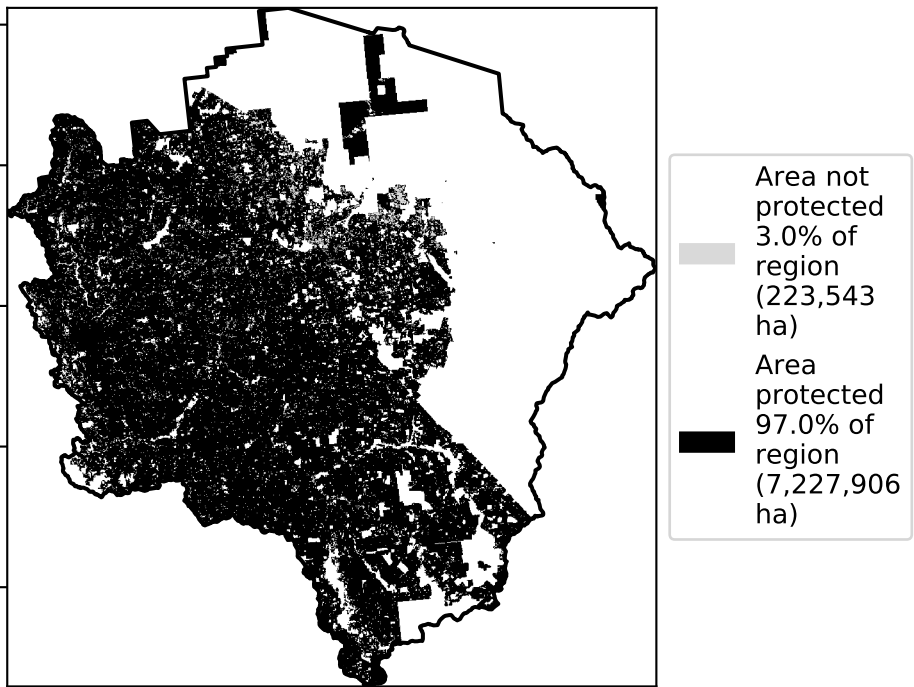 Area not
protected
3.0% of
region
(223,543
ha)
Area
protected
97.0% of
region
(7,227,906
ha)